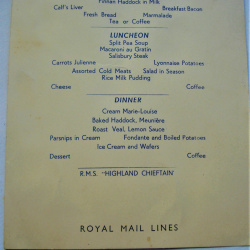 Finnan Haddock in Milk
Calf's Liver Breakfast Bacon
Fresh Bread Marmalade
Tea or Coffee
LUNCHEON
Split Pea Soup
Macaroni au Gratin
Salisbury Steak
Carrots Julienne Lyonnaise Potatoes
Assorted Cold Meats Salad in Season
Rice Milk Pudding
Cheese Coffee
DINNER
Cream Marie-Louise
Baked Haddock, Meunière
Roast Veal, Lemon Sauce
Parsnips in Cream Fondante and Boiled Potatoes
Ice Cream and Wafers
Dessert Coffee
R.M.S. "HIGHLAND CHIEFTAIN"
ROYAL MAIL LINES